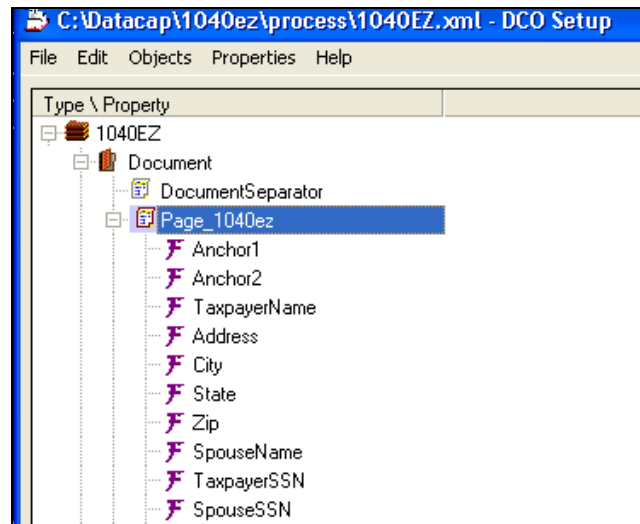 C:\Datacap\1040ez\process\1040EZ.xml - DCO Setup
File Edit Objects Properties Help
Type \ Property
1040EZ
Document
DocumentSeparator
Page_1040ez
Anchor1
Anchor2
TaxpayerName
Address
City
State
Zip
SpouseName
TaxpayerSSN
SpouseSSN